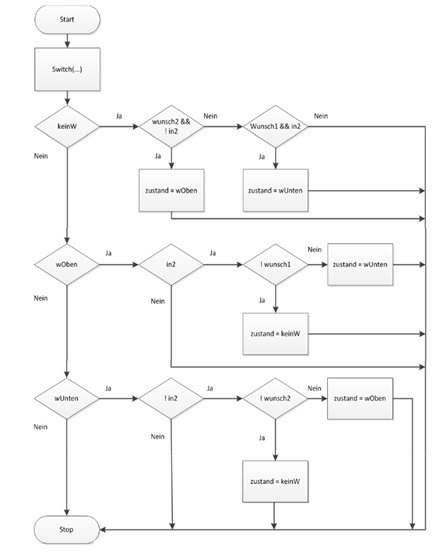 Start
Switch(...)
keinW
Ja
wunsch2 &&
! in2
Nein
Wunsch1 && in2
Nein
Nein
Ja
Ja
zustand = wOben
zustand = wUnten
wOben
Ja
in2
Ja
! wunsch1
Nein
zustand = wUnten
Nein
Nein
Ja
zustand = keinW
wUnten
Ja
! in2
Ja
! wunsch2
Nein
zustand = wOben
Nein
Nein
Ja
zustand = keinW
Stop